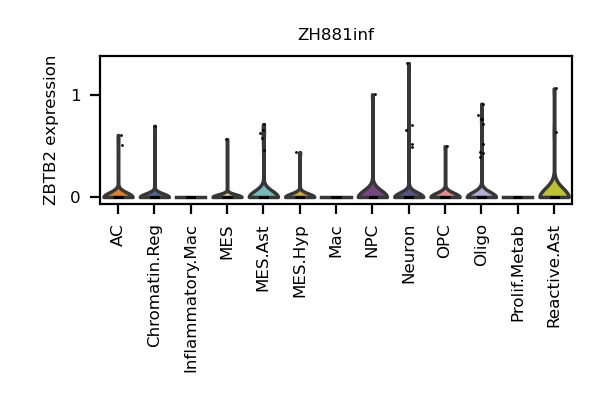 ZH881inf
ZBTB2 expression
1
0
AC
Chromatin.Reg
Inflammatory.Mac
MES
MES.Ast
MES.Hyp
Mac
NPC
Neuron
OPC
Oligo
Prolif.Metab
Reactive.Ast